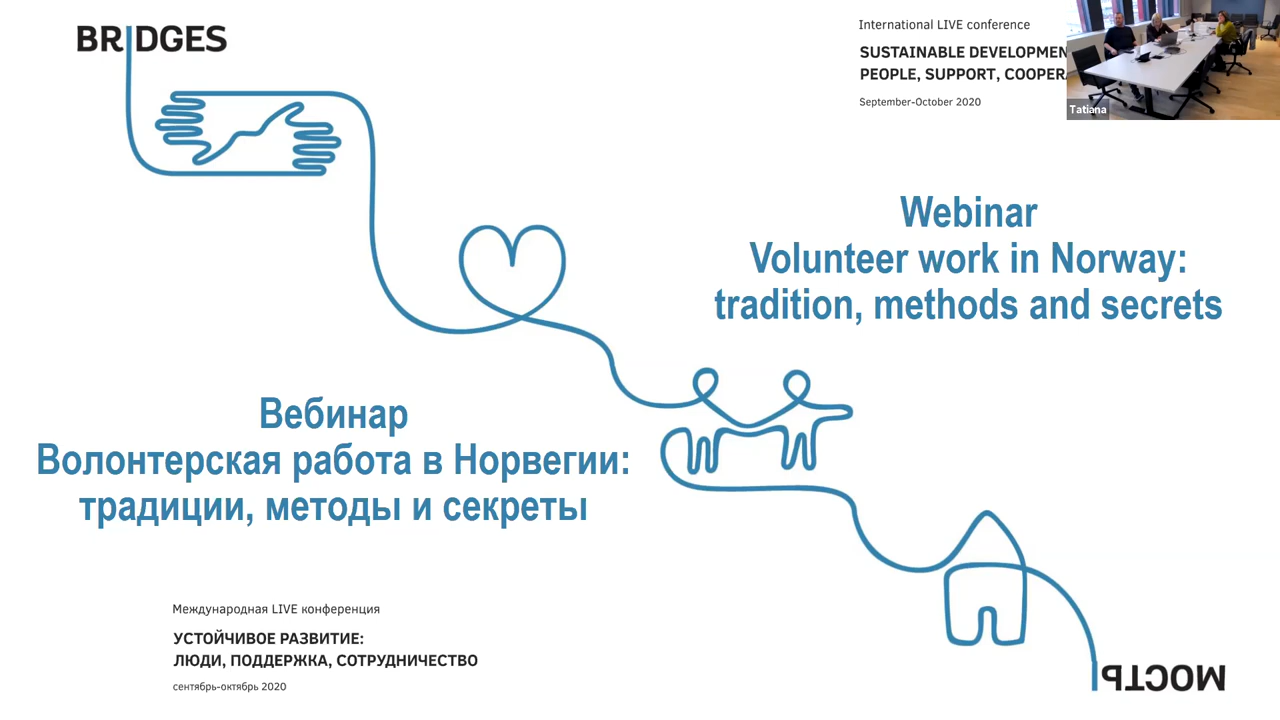 BRIDGES
International LIVE conference
SUSTAINABLE DEVELOPMEN
PEOPLE, SUPPORT, COOPER
September-October 2020
Tatiana
Webinar
Volunteer work in Norway:
tradition, methods and secrets
Вебинар
Волонтерская работа в Норвегии:
традиции, методы и секреты
Международная LIVE конференция
УСТОЙЧИВОЕ РАЗВИТИЕ:
ЛЮДИ, ПОДДЕРЖКА, СОТРУДНИЧЕСТВО
сентябрь-октябрь 2020
МОСТЫ